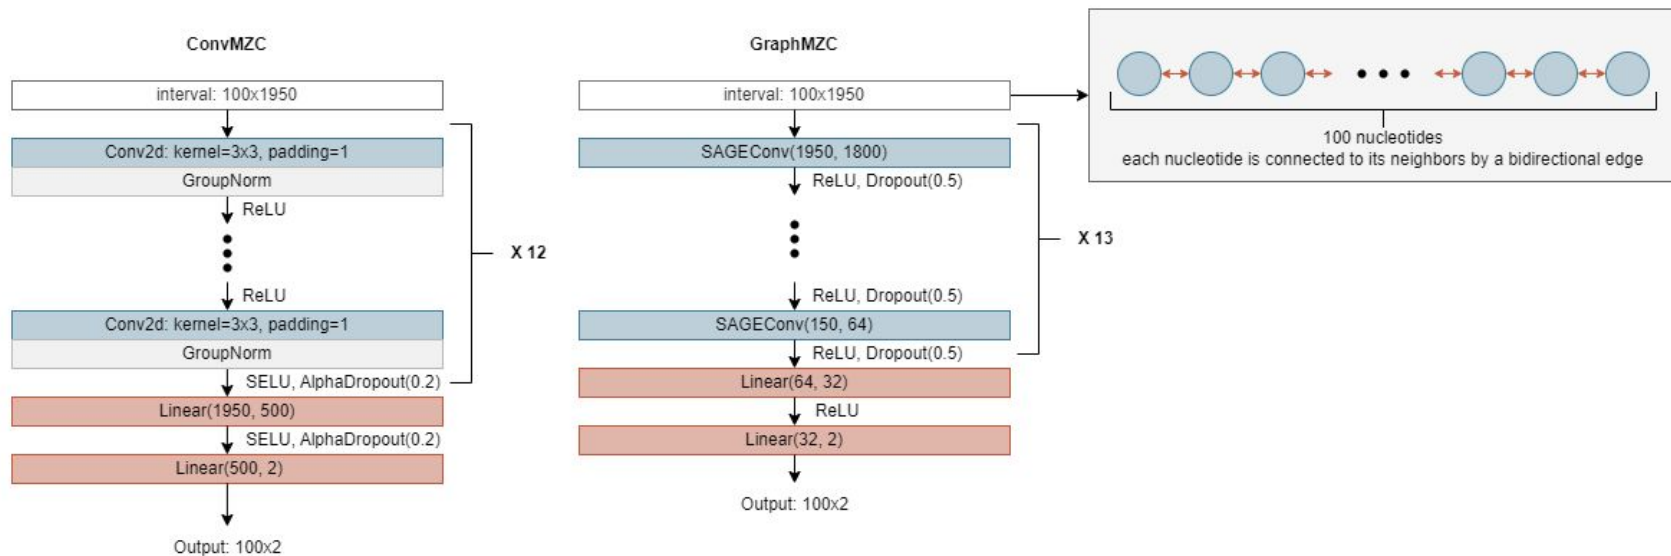 ConvMZC
interval: 100x1950
Conv2d: kernel=3x3, padding=1
GroupNorm
ReLU
ReLU
Conv2d: kernel=3x3, padding=1
GroupNorm
SELU, AlphaDropout(0.2)
Linear(1950, 500)
SELU, AlphaDropout(0.2)
Linear(500, 2)
Output: 100x2
X 12
GraphMZC
interval: 100x1950
SAGEConv(1950, 1800)
ReLU, Dropout(0.5)
ReLU, Dropout(0.5)
SAGEConv(150, 64)
ReLU, Dropout(0.5)
Linear(64, 32)
ReLU
Linear(32, 2)
Output: 100x2
X 13
100 nucleotides
each nucleotide is connected to its neighbors by a bidirectional edge